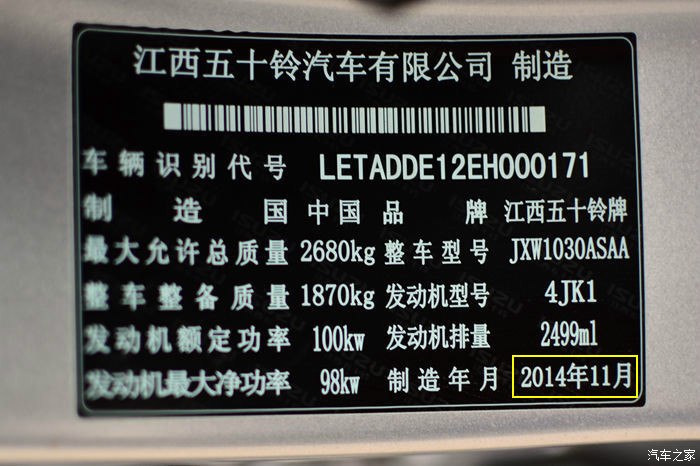 江西五十铃汽车有限公司 制造
车辆识别代号 LETADDE12EH000171
制造国 中国 品牌 江西五十铃牌
最大允许总质量 2680kg 整车型号 JXW1030ASAA
整车整备质量 1870kg 发动机型号 4JK1
发动机额定功率 100kw 发动机排量 2499ml
发动机最大净功率 98kw 制造年月 2014年11月
汽车之家